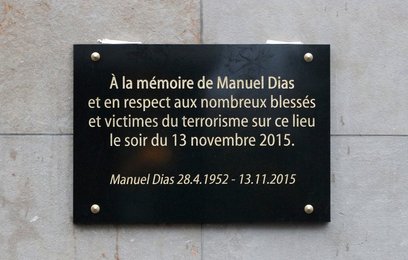 À la mémoire de Manuel Dias
et en respect aux nombreux blessés
et victimes du terrorisme sur ce lieu
le soir du 13 novembre 2015.
Manuel Dias 28.4.1952 - 13.11.2015